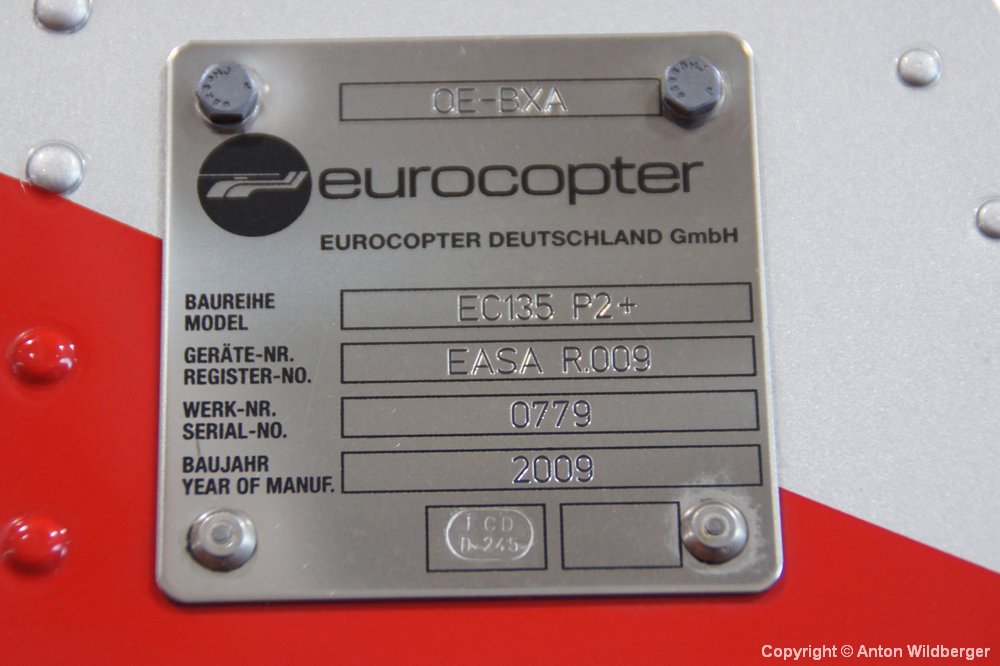 OE-BXA
eurocopter
EUROCOPTER DEUTSCHLAND GmbH
BAUREIHE
MODEL
EC135 P2+
GERÄTE-NR.
REGISTER-NO.
EASA R.009
WERK-NR.
SERIAL-NO.
0779
BAUJAHR
YEAR OF MANUF.
2009
ECD
D-245
Copyright © Anton Wildberger